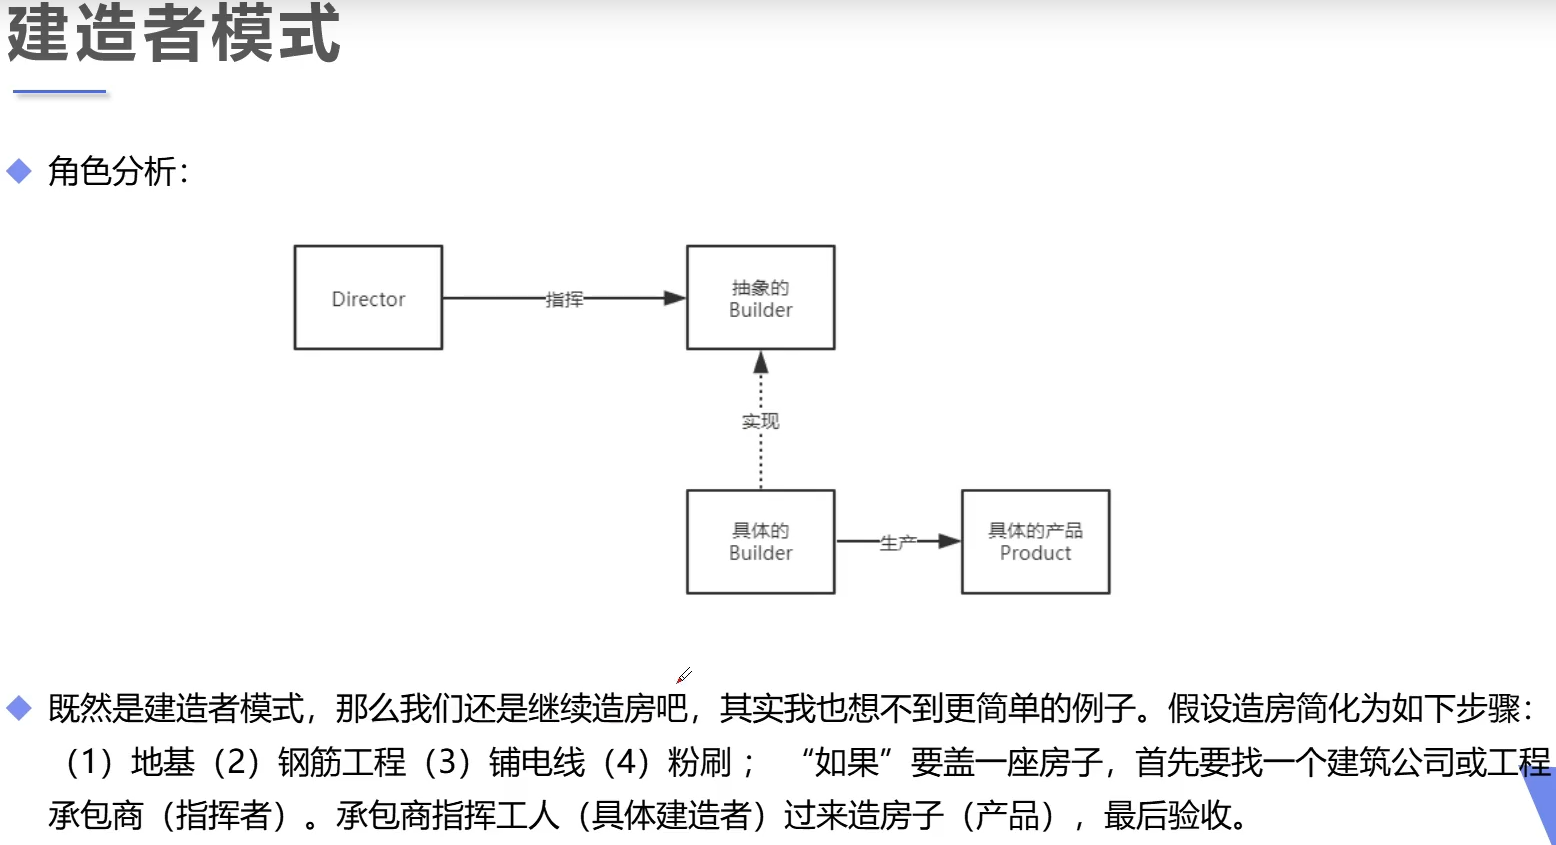 建造者模式
角色分析：
Director
指挥
抽象的
Builder
实现
具体的
Builder
生产
具体的产品
Product
既然是建造者模式，那么我们还是继续造房吧，其实我也想不到更简单的例子。假设造房简化为如下步骤：
（1）地基（2）钢筋工程（3）铺电线（4）粉刷； “如果”要盖一座房子，首先要找一个建筑公司或工程
承包商（指挥者）。承包商指挥工人（具体建造者）过来造房子（产品），最后验收。